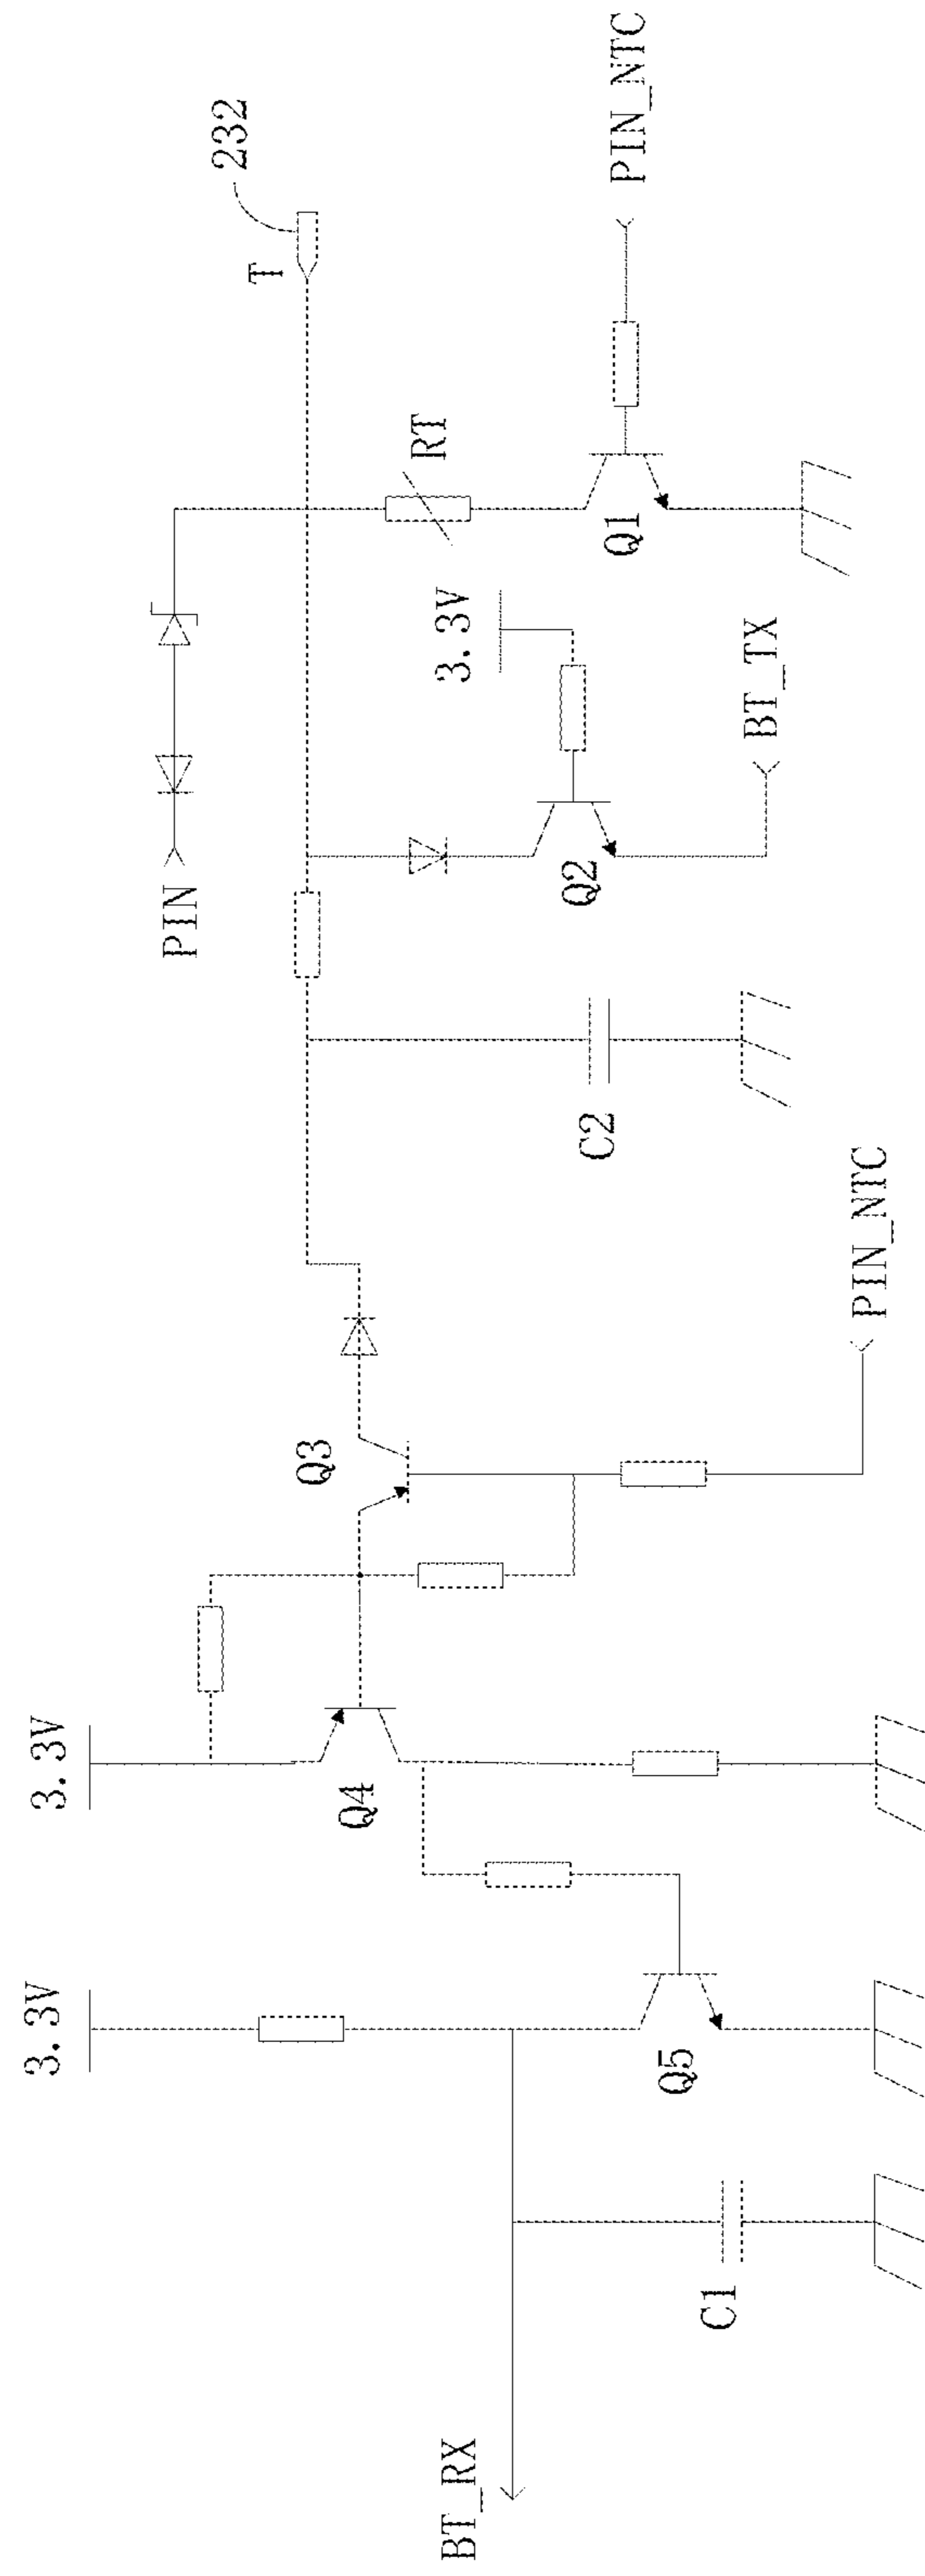 3.3V
3.3V
PIN
232
T
Q3
Q4
RT
BT_RX
3.3V
C2
Q2
Q1
PIN_NTC
Q5
C1
BT_TX
PIN_NTC